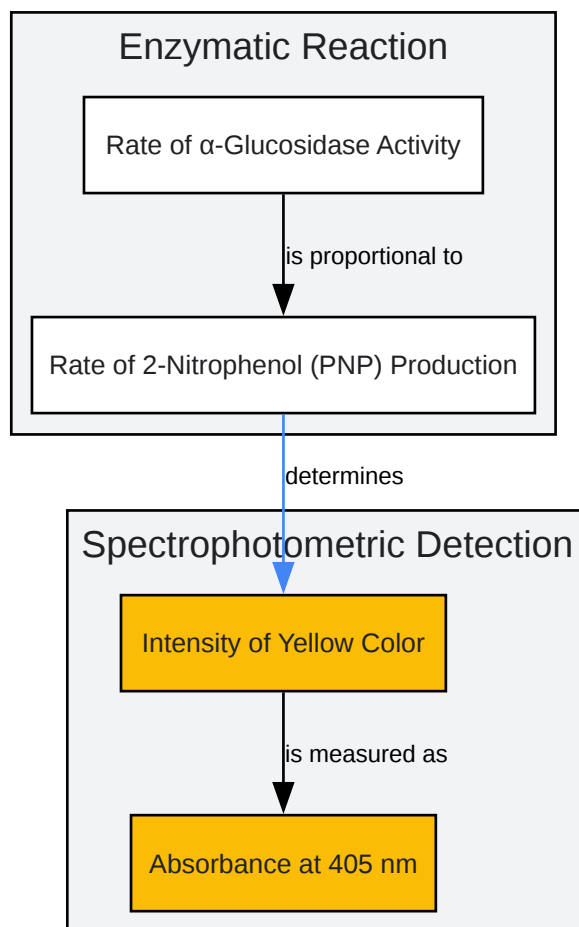 Enzymatic Reaction
Rate of α-Glucosidase Activity
is proportional to
Rate of 2-Nitrophenol (PNP) Production
determines
Spectrophotometric Detection
Intensity of Yellow Color
is measured as
Absorbance at 405 nm